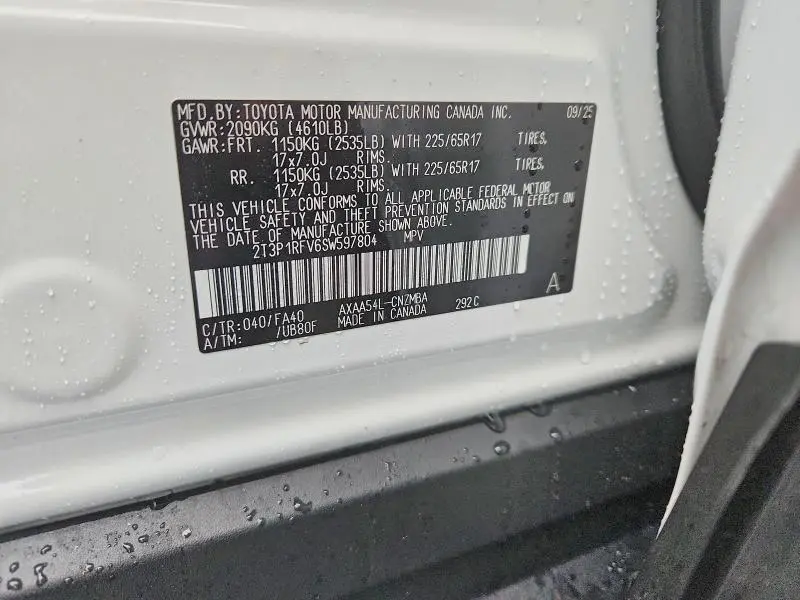 MFD. BY: TOYOTA MOTOR MANUFACTURING CANADA INC. 09/25
GVWR: 2090KG (4610LB)
GAWR: FRT. 1150KG (2535LB) WITH 225/65R17 TIRES,
17x7.0J RIMS.
RR. 1150KG (2535LB) WITH 225/65R17 TIRES,
17x7.0J RIMS.
THIS VEHICLE CONFORMS TO ALL APPLICABLE FEDERAL MOTOR
VEHICLE SAFETY AND THEFT PREVENTION STANDARDS IN EFFECT ON
THE DATE OF MANUFACTURE SHOWN ABOVE.
2T3P1RFV6SW597804 MPV
A
C/TR: 040/FA40 AXAA54L-CNZMBA 292C
A/TM: /UB80F MADE IN CANADA